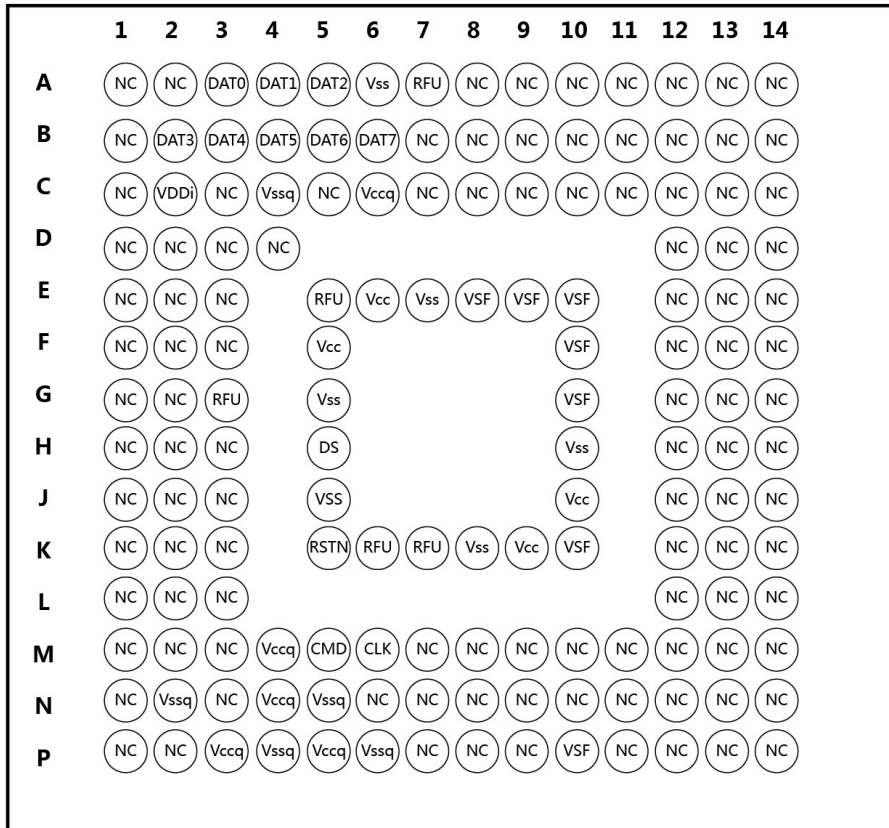 1 2 3 4 5 6 7 8 9 10 11 12 13 14
A NC NC DAT0 DAT1 DAT2 Vss RFU NC NC NC NC NC NC NC
B NC DAT3 DAT4 DAT5 DAT6 DAT7 NC NC NC NC NC NC NC NC
C NC VDDi NC Vssq NC Vccq NC NC NC NC NC NC NC NC
D NC NC NC NC NC NC NC
E NC NC NC RFU Vcc Vss VSF VSF VSF NC NC NC
F NC NC NC Vcc VSF NC NC NC
G NC NC RFU Vss VSF NC NC NC
H NC NC NC DS Vss NC NC NC
J NC NC NC VSS Vcc NC NC NC
K NC NC NC RSTN RFU RFU Vss Vcc VSF NC NC NC
L NC NC NC NC NC NC
M NC NC NC Vccq CMD CLK NC NC NC NC NC NC NC NC
N NC Vssq NC Vccq Vssq NC NC NC NC NC NC NC NC NC
P NC NC Vccq Vssq Vccq Vssq NC NC NC VSF NC NC NC NC